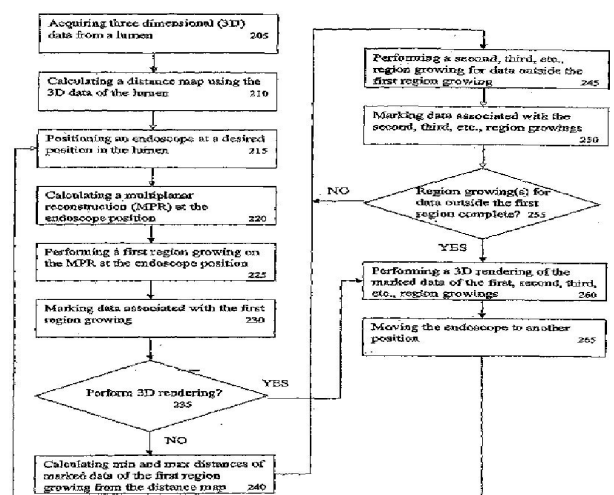 Acquiring three dimensional (3D)
data from a lumen 205
Calculating a distance map using the
3D data of the lumen 210
Positioning an endoscope at a desired
position in the lumen 215
Calculating a multiplanar
reconstruction (MPR) at the
endoscope position 220
Performing a first region growing on
the MPR at the endoscope position
225
Marking data associated with the first
region growing 230
Perform 3D rendering?
235
YES
NO
Calculating min and max distances of
marked data of the first region
growing from the distance map 240
Performing a second, third, etc.,
region growing for data outside the
first region growing 245
Marking data associated with the
second, third, etc., region growings
250
NO
Region growing(s) for
data outside the first
region complete? 255
YES
Performing a 3D rendering of the
marked data of the first, second, third,
etc., region growings 260
Moving the endoscope to another
position 265